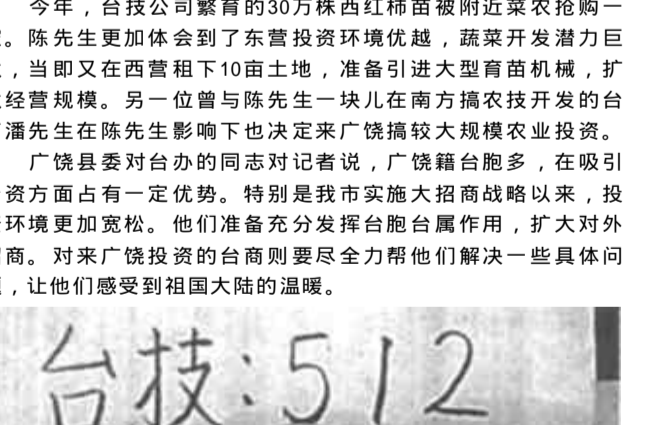 今年，台技公司繁育的30万株西红柿苗被附近菜农抢购一
。陈先生更加体会到了东营投资环境优越，蔬菜开发潜力巨
，当即又在西营租下10亩土地，准备引进大型育苗机械，扩
经营规模。另一位曾与陈先生一块儿在南方搞农技开发的台
潘先生在陈先生影响下也决定来广饶搞较大规模农业投资。
广饶县委对台办的同志对记者说，广饶籍台胞多，在吸引
资方面占有一定优势。特别是我市实施大招商战略以来，投
环境更加宽松。他们准备充分发挥台胞台属作用，扩大对外
商。对来广饶投资的台商则要尽全力帮他们解决一些具体问
，让他们感受到祖国大陆的温暖。
台技：512